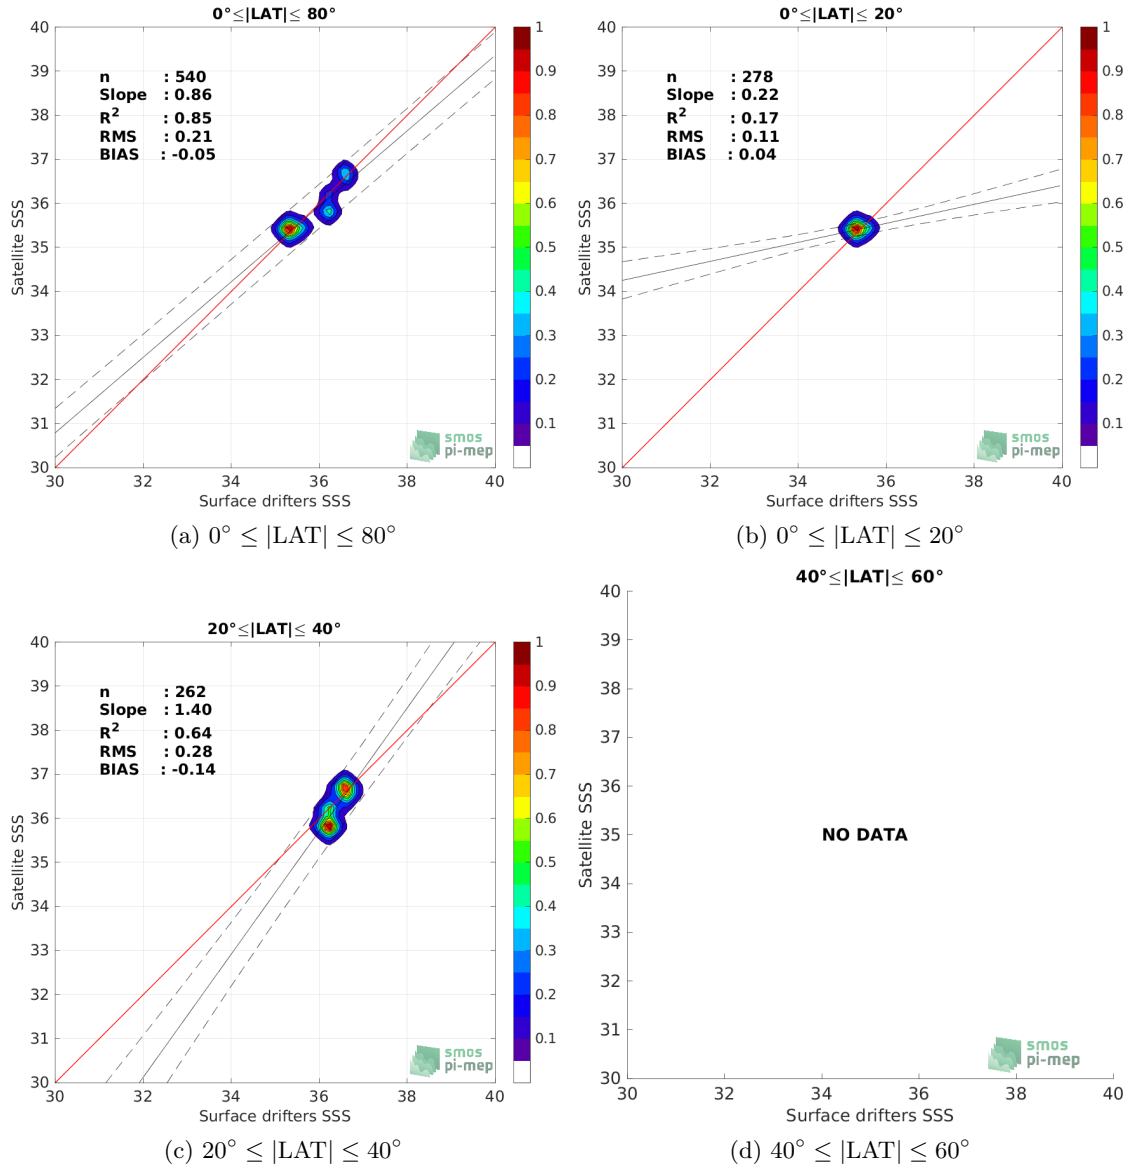 0°≤|LAT|≤ 80°
40
39
38
37
36
35
34
33
32
31
30
30
32
34
36
38
40
Satellite SSS
Surface drifters SSS
n : 540
Slope : 0.86
R² : 0.85
RMS : 0.21
BIAS : -0.05
smos
pi-mep
1
0.9
0.8
0.7
0.6
0.5
0.4
0.3
0.2
0.1
(a) 0° ≤ |LAT| ≤ 80°
0°≤|LAT|≤ 20°
40
39
38
37
36
35
34
33
32
31
30
30
32
34
36
38
40
Satellite SSS
Surface drifters SSS
n : 278
Slope : 0.22
R² : 0.17
RMS : 0.11
BIAS : 0.04
smos
pi-mep
1
0.9
0.8
0.7
0.6
0.5
0.4
0.3
0.2
0.1
(b) 0° ≤ |LAT| ≤ 20°
20°≤|LAT|≤ 40°
40
39
38
37
36
35
34
33
32
31
30
30
32
34
36
38
40
Satellite SSS
Surface drifters SSS
n : 262
Slope : 1.40
R² : 0.64
RMS : 0.28
BIAS : -0.14
smos
pi-mep
1
0.9
0.8
0.7
0.6
0.5
0.4
0.3
0.2
0.1
(c) 20° ≤ |LAT| ≤ 40°
40°≤|LAT|≤ 60°
40
39
38
37
36
35
34
33
32
31
30
30
32
34
36
38
40
Satellite SSS
Surface drifters SSS
NO DATA
smos
pi-mep
(d) 40° ≤ |LAT| ≤ 60°